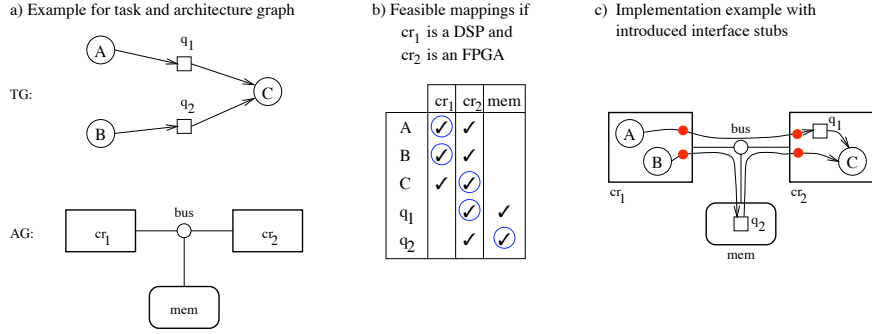 a) Example for task and architecture graph
TG:
A
B
q1
q2
C
AG:
cr1
bus
cr2
mem
b) Feasible mappings if
cr1 is a DSP and
cr2 is an FPGA
cr1 cr2 mem
A ✓ ✓
B ✓ ✓
C ✓ ✓
q1 ✓ ✓
q2 ✓ ✓
c) Implementation example with
introduced interface stubs
A
B
cr1
bus
q1
C
cr2
q2
mem